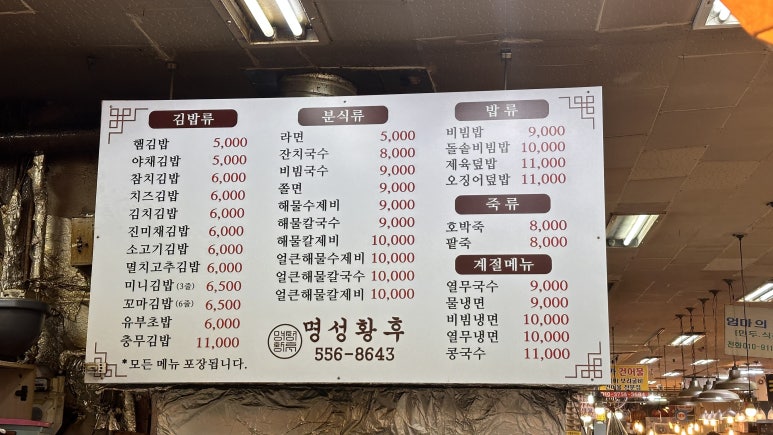 김밥류
햄김밥 5,000
야채김밥 5,000
참치김밥 6,000
치즈김밥 6,000
김치김밥 6,000
진미채김밥 6,000
소고기김밥 6,000
멸치고추김밥 6,000
미니김밥 (3줄) 6,500
꼬마김밥 (6줄) 6,500
유부초밥 6,000
충무김밥 11,000
*모든 메뉴 포장됩니다.
분식류
라면 5,000
잔치국수 8,000
비빔국수 9,000
쫄면 9,000
해물수제비 9,000
해물칼국수 9,000
해물칼제비 10,000
얼큰해물수제비 10,000
얼큰해물칼국수 10,000
얼큰해물칼제비 10,000
명성황후
556-8643
밥류
비빔밥 9,000
돌솥비빔밥 10,000
제육덮밥 11,000
오징어덮밥 11,000
죽류
호박죽 8,000
팥죽 8,000
계절메뉴
열무국수 9,000
물냉면 9,000
비빔냉면 10,000
열무냉면 10,000
콩국수 11,000
엄마의
건어물